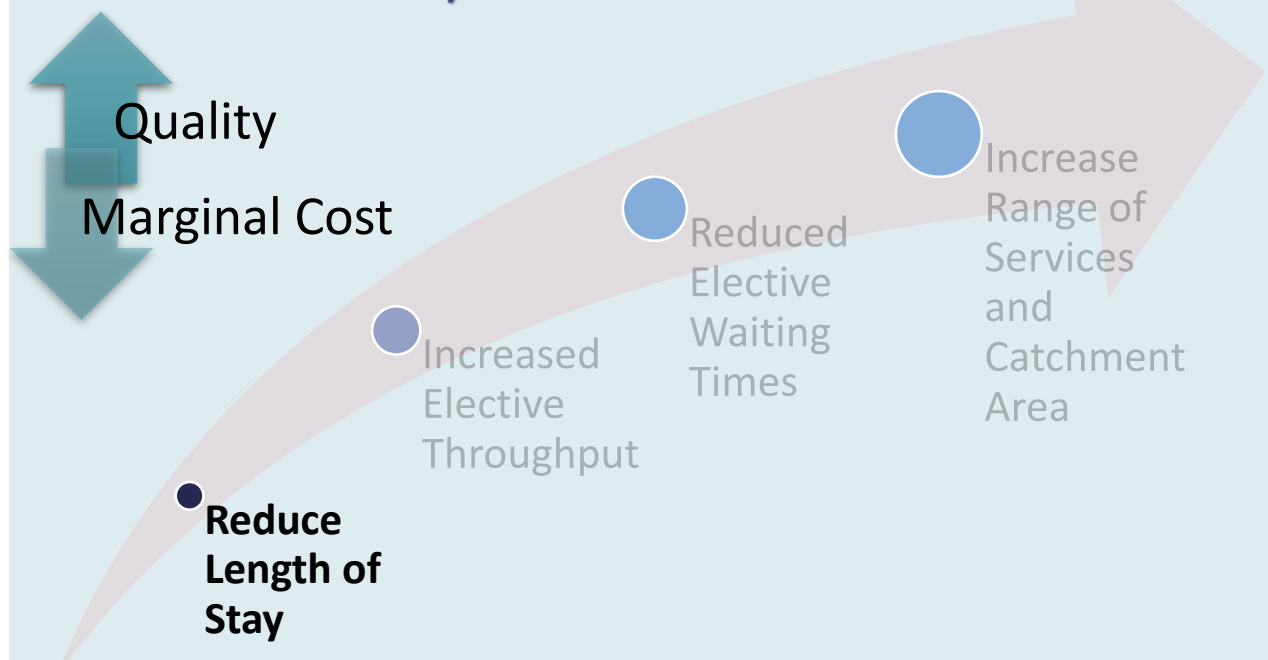 Quality
Marginal Cost
Reduce
Length of
Stay
Increased
Elective
Throughput
Reduced
Elective
Waiting
Times
Increase
Range of
Services
and
Catchment
Area